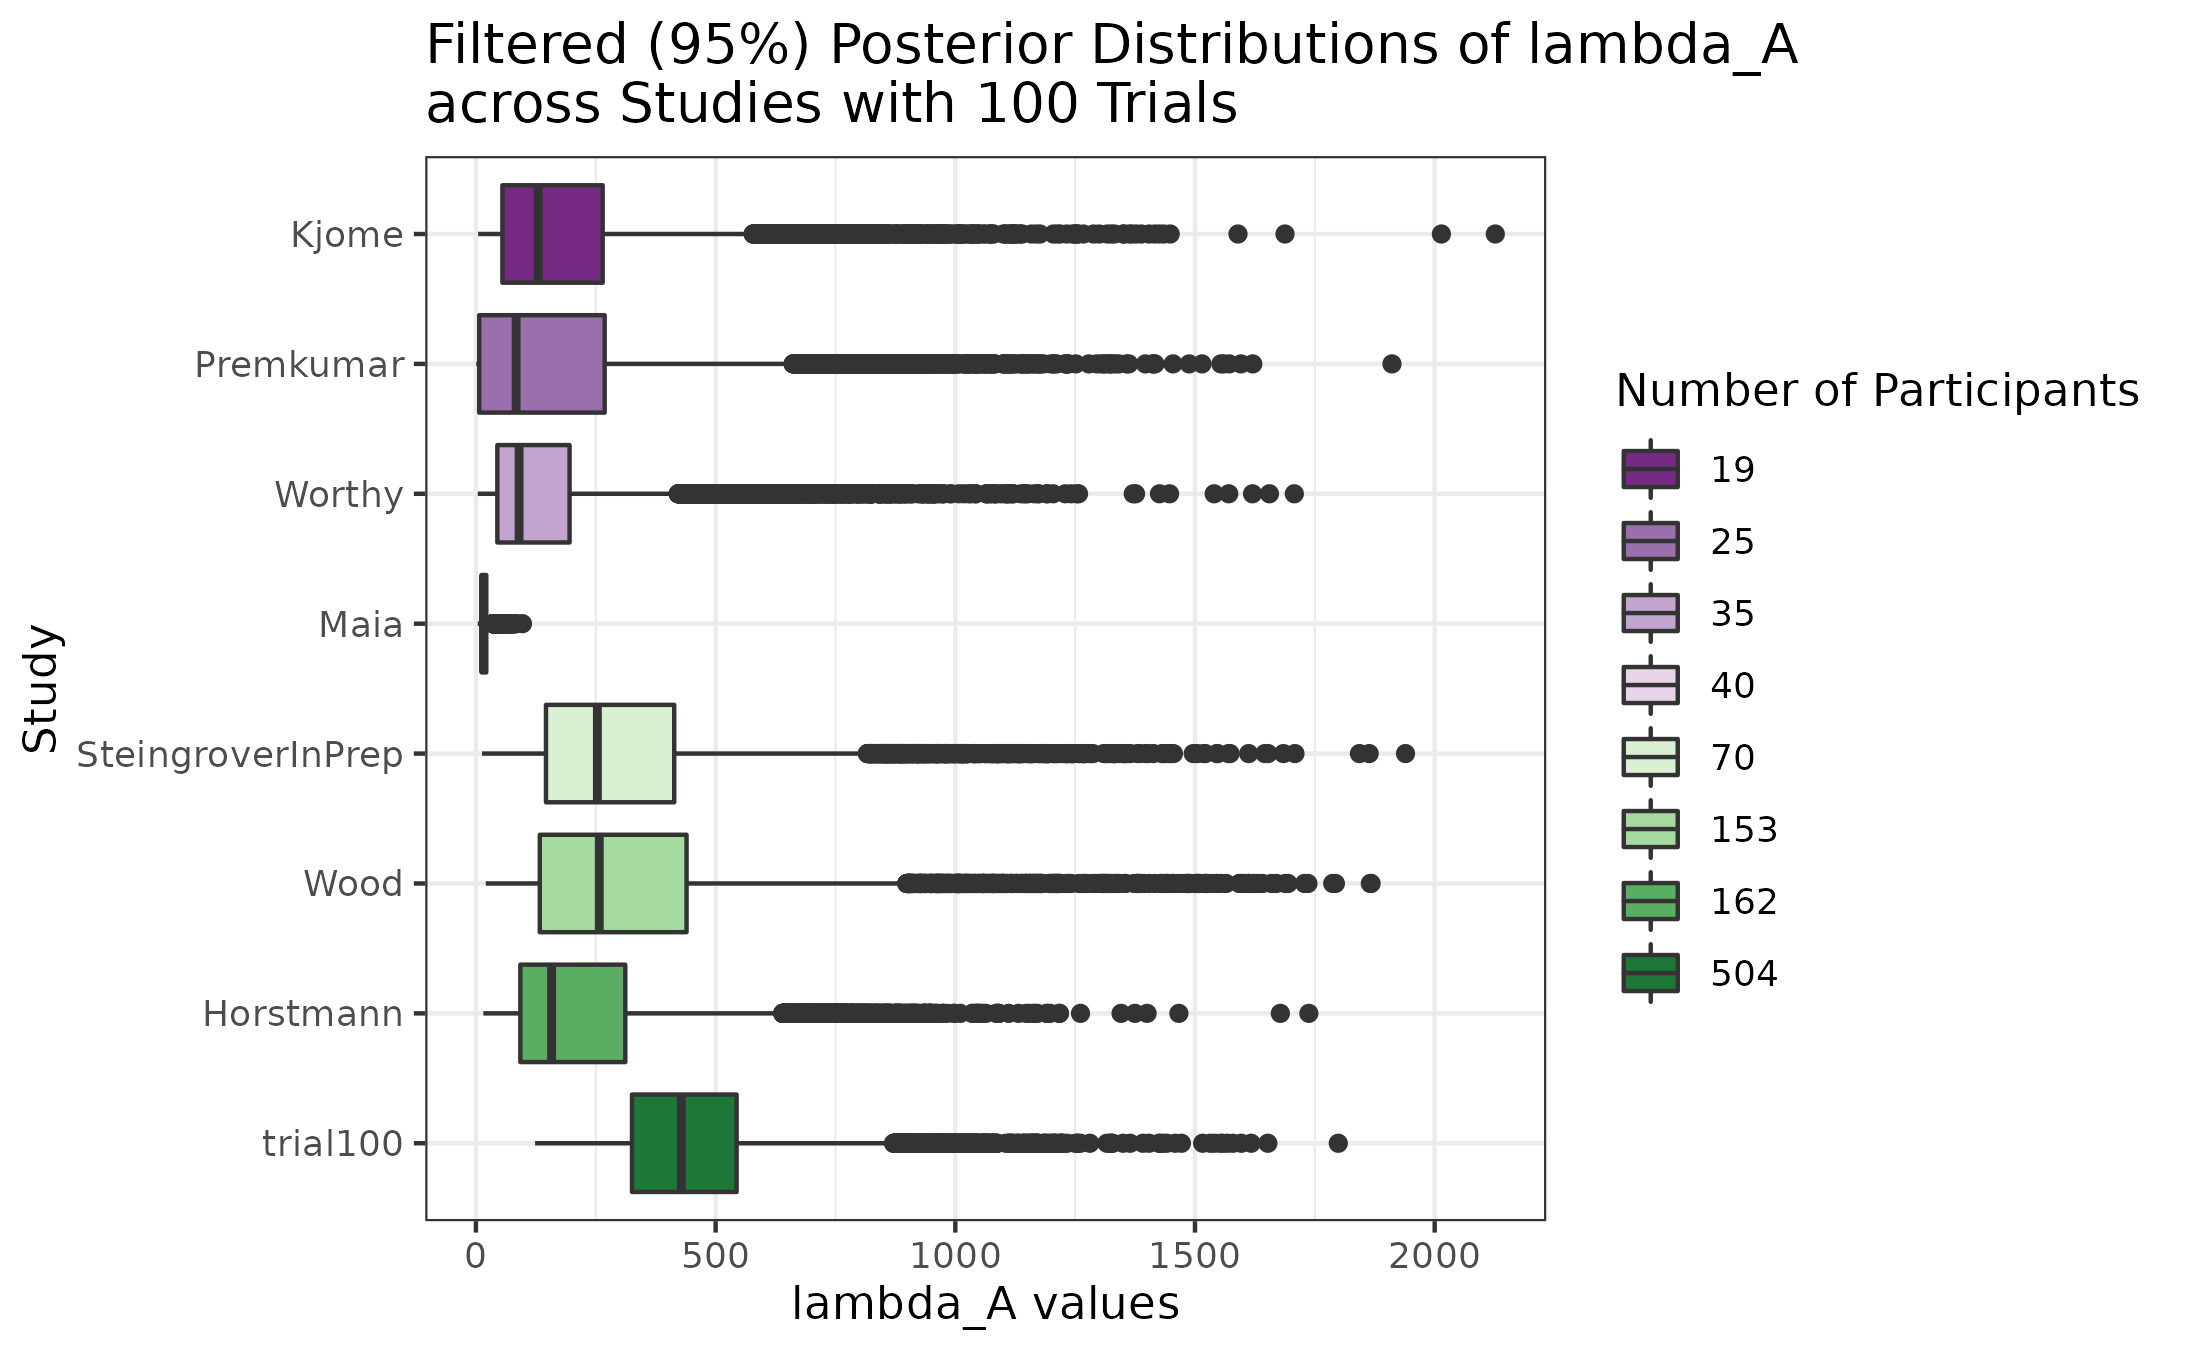 Filtered (95%) Posterior Distributions of lambda_A
across Studies with 100 Trials
Study
Kjome
Premkumar
Worthy
Maia
SteingroverInPrep
Wood
Horstmann
trial100
0 500 1000 1500 2000
lambda_A values
Number of Participants
19
25
35
40
70
153
162
504